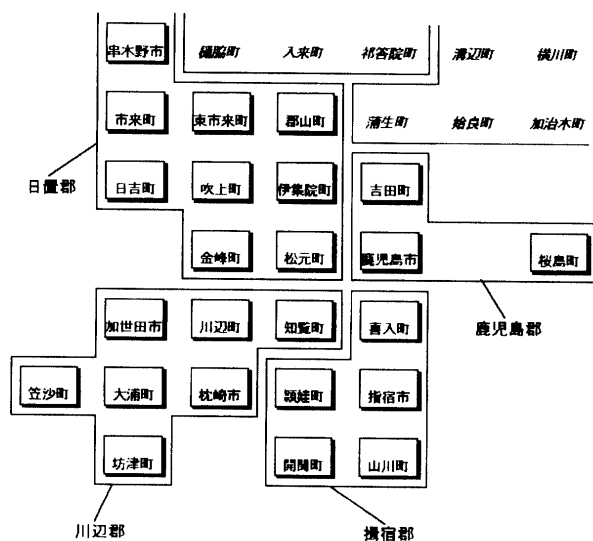 串木野市 樋脇町 入来町 祁答院町 溝辺町 横川町
市来町 東市来町 郡山町 蒲生町 姶良町 加治木町
日置郡
日吉町 吹上町 伊集院町 吉田町
金峰町 松元町 鹿児島市 桜島町
加世田市 川辺町 知覧町 喜入町
鹿児島郡
笠沙町 大浦町 枕崎市 頴娃町 指宿市
坊津町 開聞町 山川町
川辺郡
揖宿郡